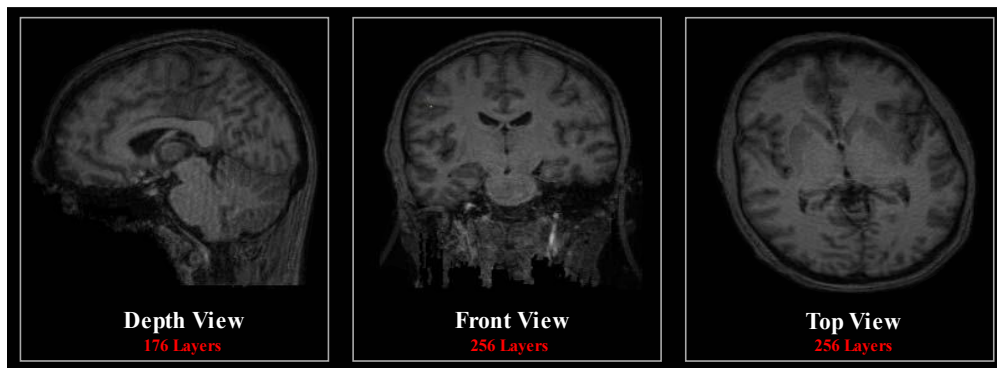 Depth View
176 Layers
Front View
256 Layers
Top View
256 Layers